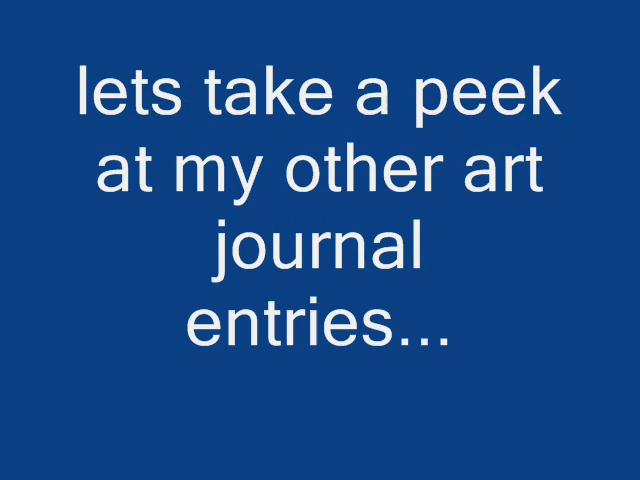 lets take a peek
at my other art
journal
entries...